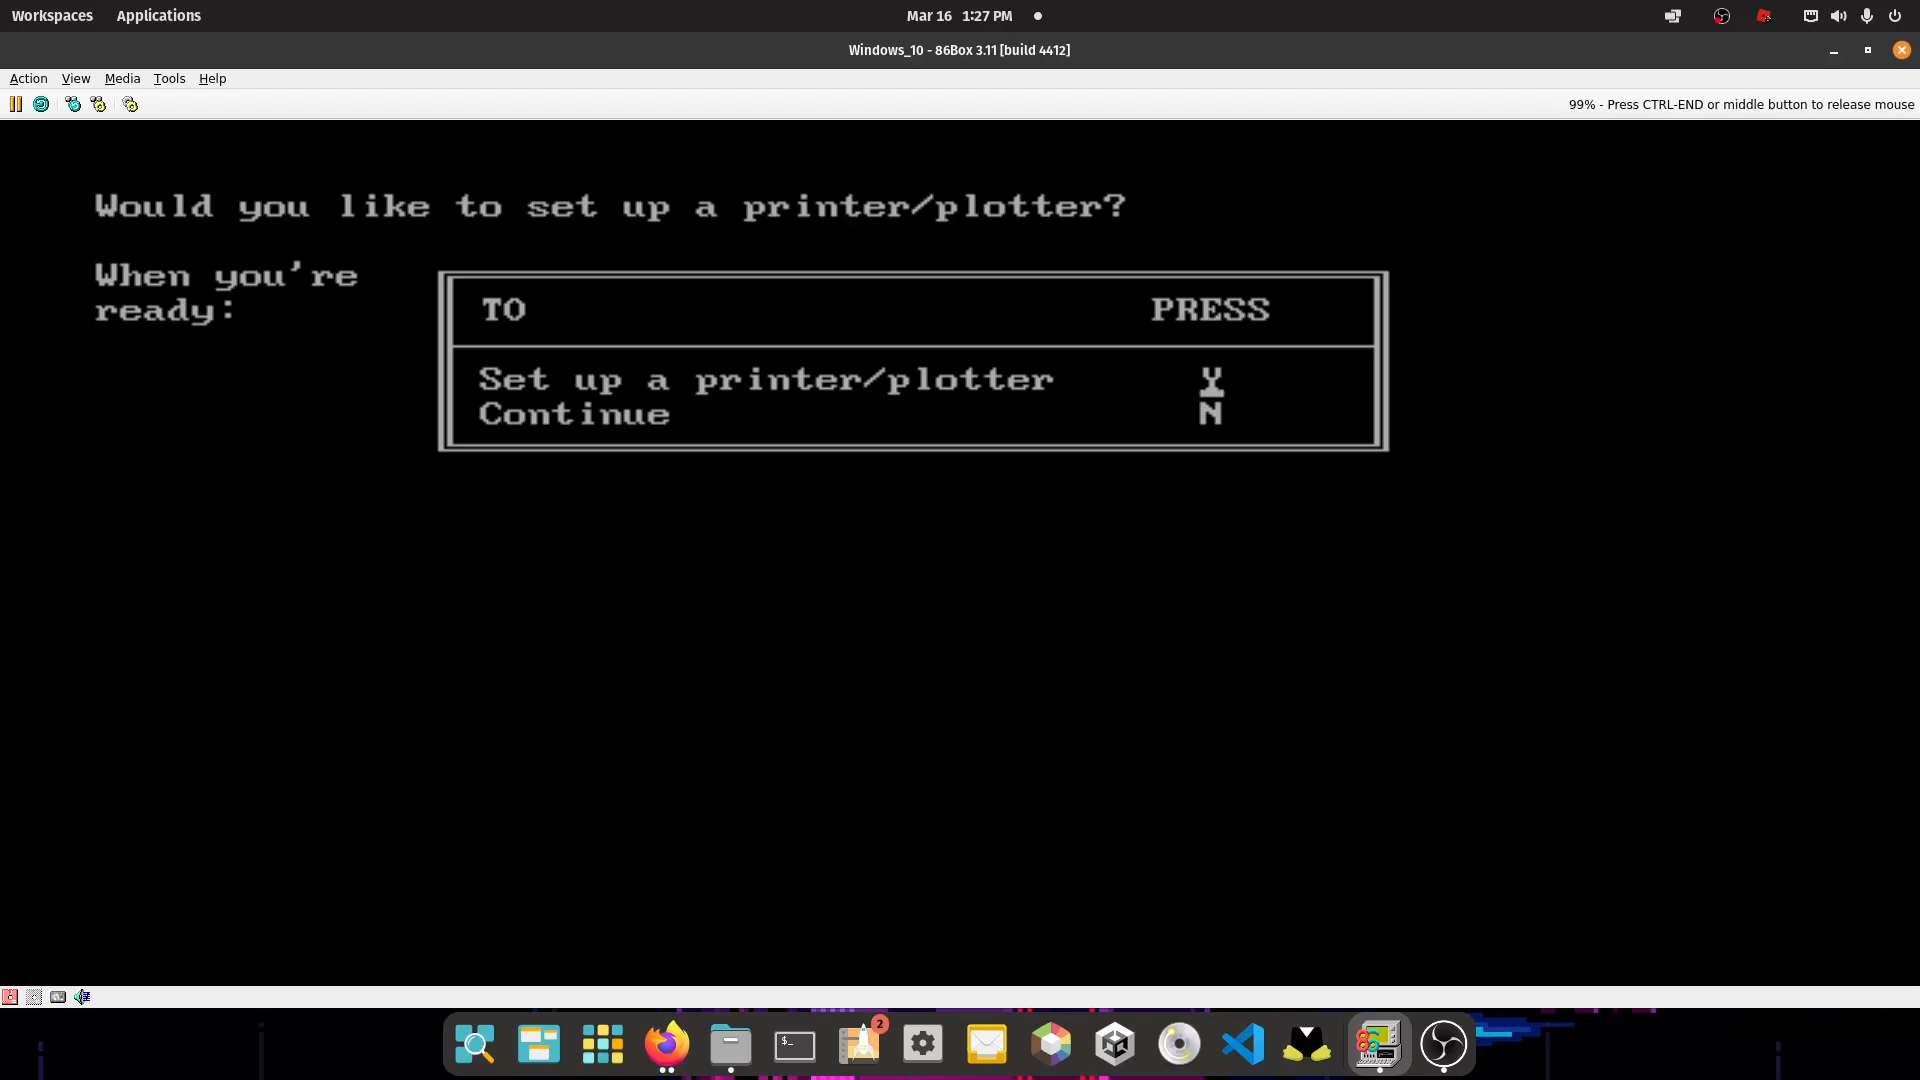 Workspaces Applications Mar 16 1:27 PM
Windows_10 - 86Box 3.11 [build 4412]
Action View Media Tools Help
99% - Press CTRL-END or middle button to release mouse
Would you like to set up a printer/plotter?
When you're
ready:
TO PRESS
Set up a printer/plotter Y
Continue N
2
$_
86